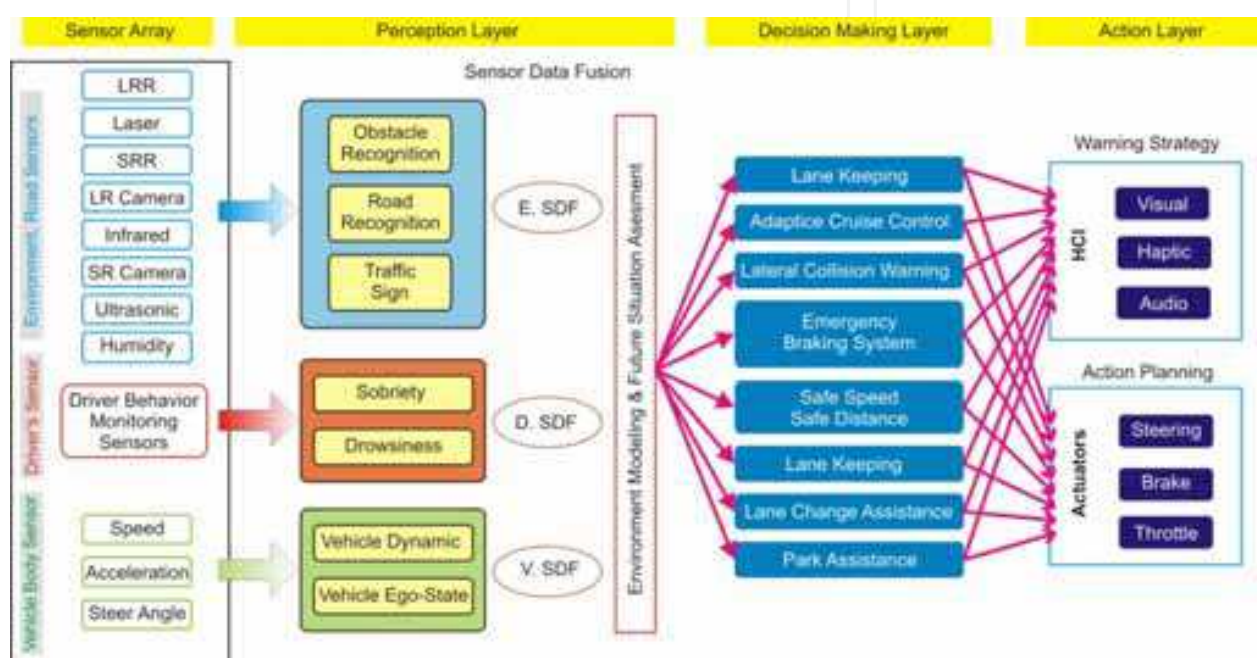 Sensor Array
Perception Layer
Decision Making Layer
Action Layer
Sensor Data Fusion
LRR
Laser
SRR
LR Camera
Infrared
SR Camera
Ultrasonic
Humidity
Road Sensors
Driver Behavior
Monitoring
Sensors
Driver's Sensor
Speed
Acceleration
Steer Angle
Vehicle Body Sensor
Obstacle
Recognition
Road
Recognition
Traffic
Sign
Sobriety
Drowsiness
Vehicle Dynamic
Vehicle Ego-State
E. SDF
D. SDF
V. SDF
Environment Modeling & Future Situation Asesment
Lane Keeping
Adaptice Cruise Control
Lateral Collision Warning
Emergency
Braking System
Safe Speed
Safe Distance
Lane Keeping
Lane Change Assistance
Park Assistance
Warning Strategy
HCI
Visual
Haptic
Audio
Action Planning
Actuators
Steering
Brake
Throttle